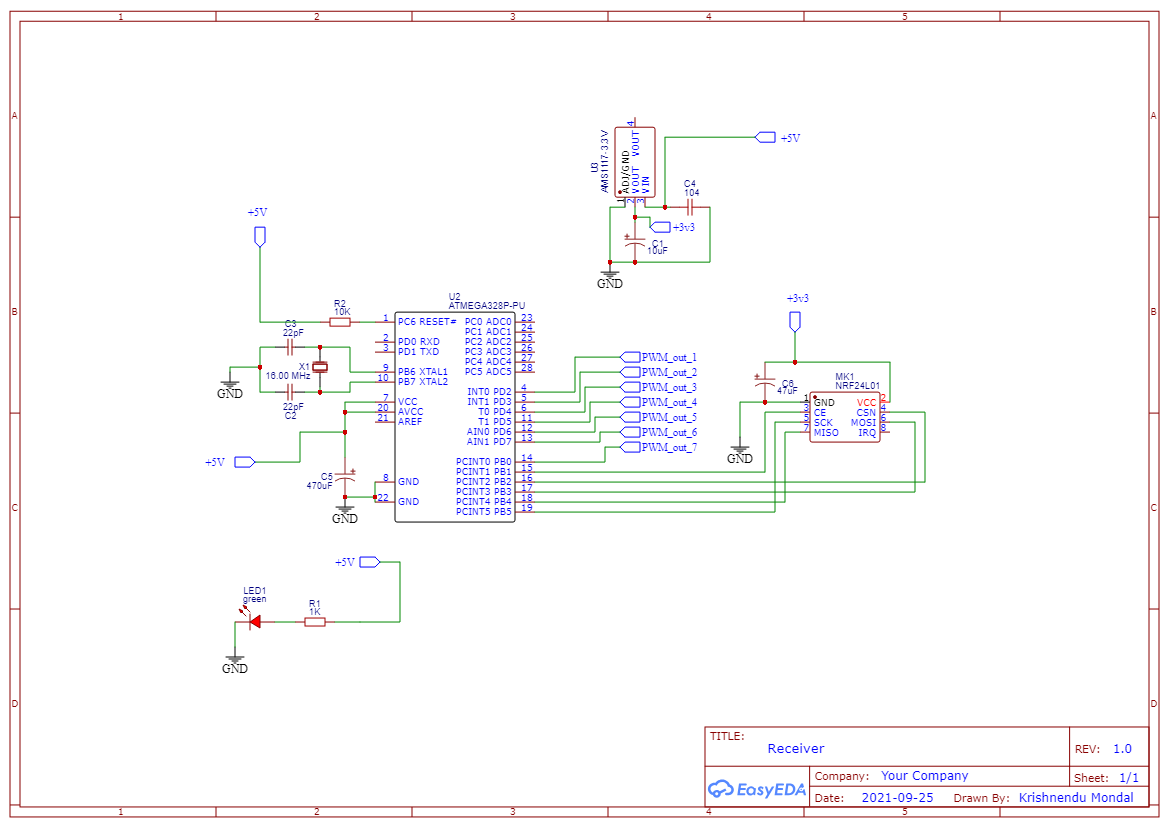 1 2 3 4 5
A A
B B
C C
D D
1 2 3 4 5
U3
AMS1117-3.3V
4
VOUT
ADJ/GND
VOUT
VIN
1 2 3
+5V
C4
104
+3v3
C1
10uF
GND
+5V
R2
10K
C3
22pF
X1
16.00 MHz
22pF
C2
GND
U2
ATMEGA328P-PU
1 PC6 RESET# PC0 ADC0 23
PC1 ADC1 24
2 PD0 RXD PC2 ADC2 25
3 PD1 TXD PC3 ADC3 26
PC4 ADC4 27
9 PB6 XTAL1 PC5 ADC5 28
10 PB7 XTAL2
INT0 PD2 4
7 VCC INT1 PD3 5
20 AVCC T0 PD4 6
21 AREF T1 PD5 11
AIN0 PD6 12
AIN1 PD7 13
PCINT0 PB0 14
PCINT1 PB1 15
8 GND PCINT2 PB2 16
PCINT3 PB3 17
22 GND PCINT4 PB4 18
PCINT5 PB5 19
+5V
C5
470uF
GND
PWM_out_1
PWM_out_2
PWM_out_3
PWM_out_4
PWM_out_5
PWM_out_6
PWM_out_7
+3v3
C6
47uF
GND
MK1
NRF24L01
1 GND VCC 2
3 CE CSN 4
5 SCK MOSI 6
7 MISO IRQ 8
+5V
LED1
green
R1
1K
GND
TITLE:
Receiver
REV: 1.0
EasyEDA
Company: Your Company
Sheet: 1/1
Date: 2021-09-25 Drawn By: Krishnendu Mondal